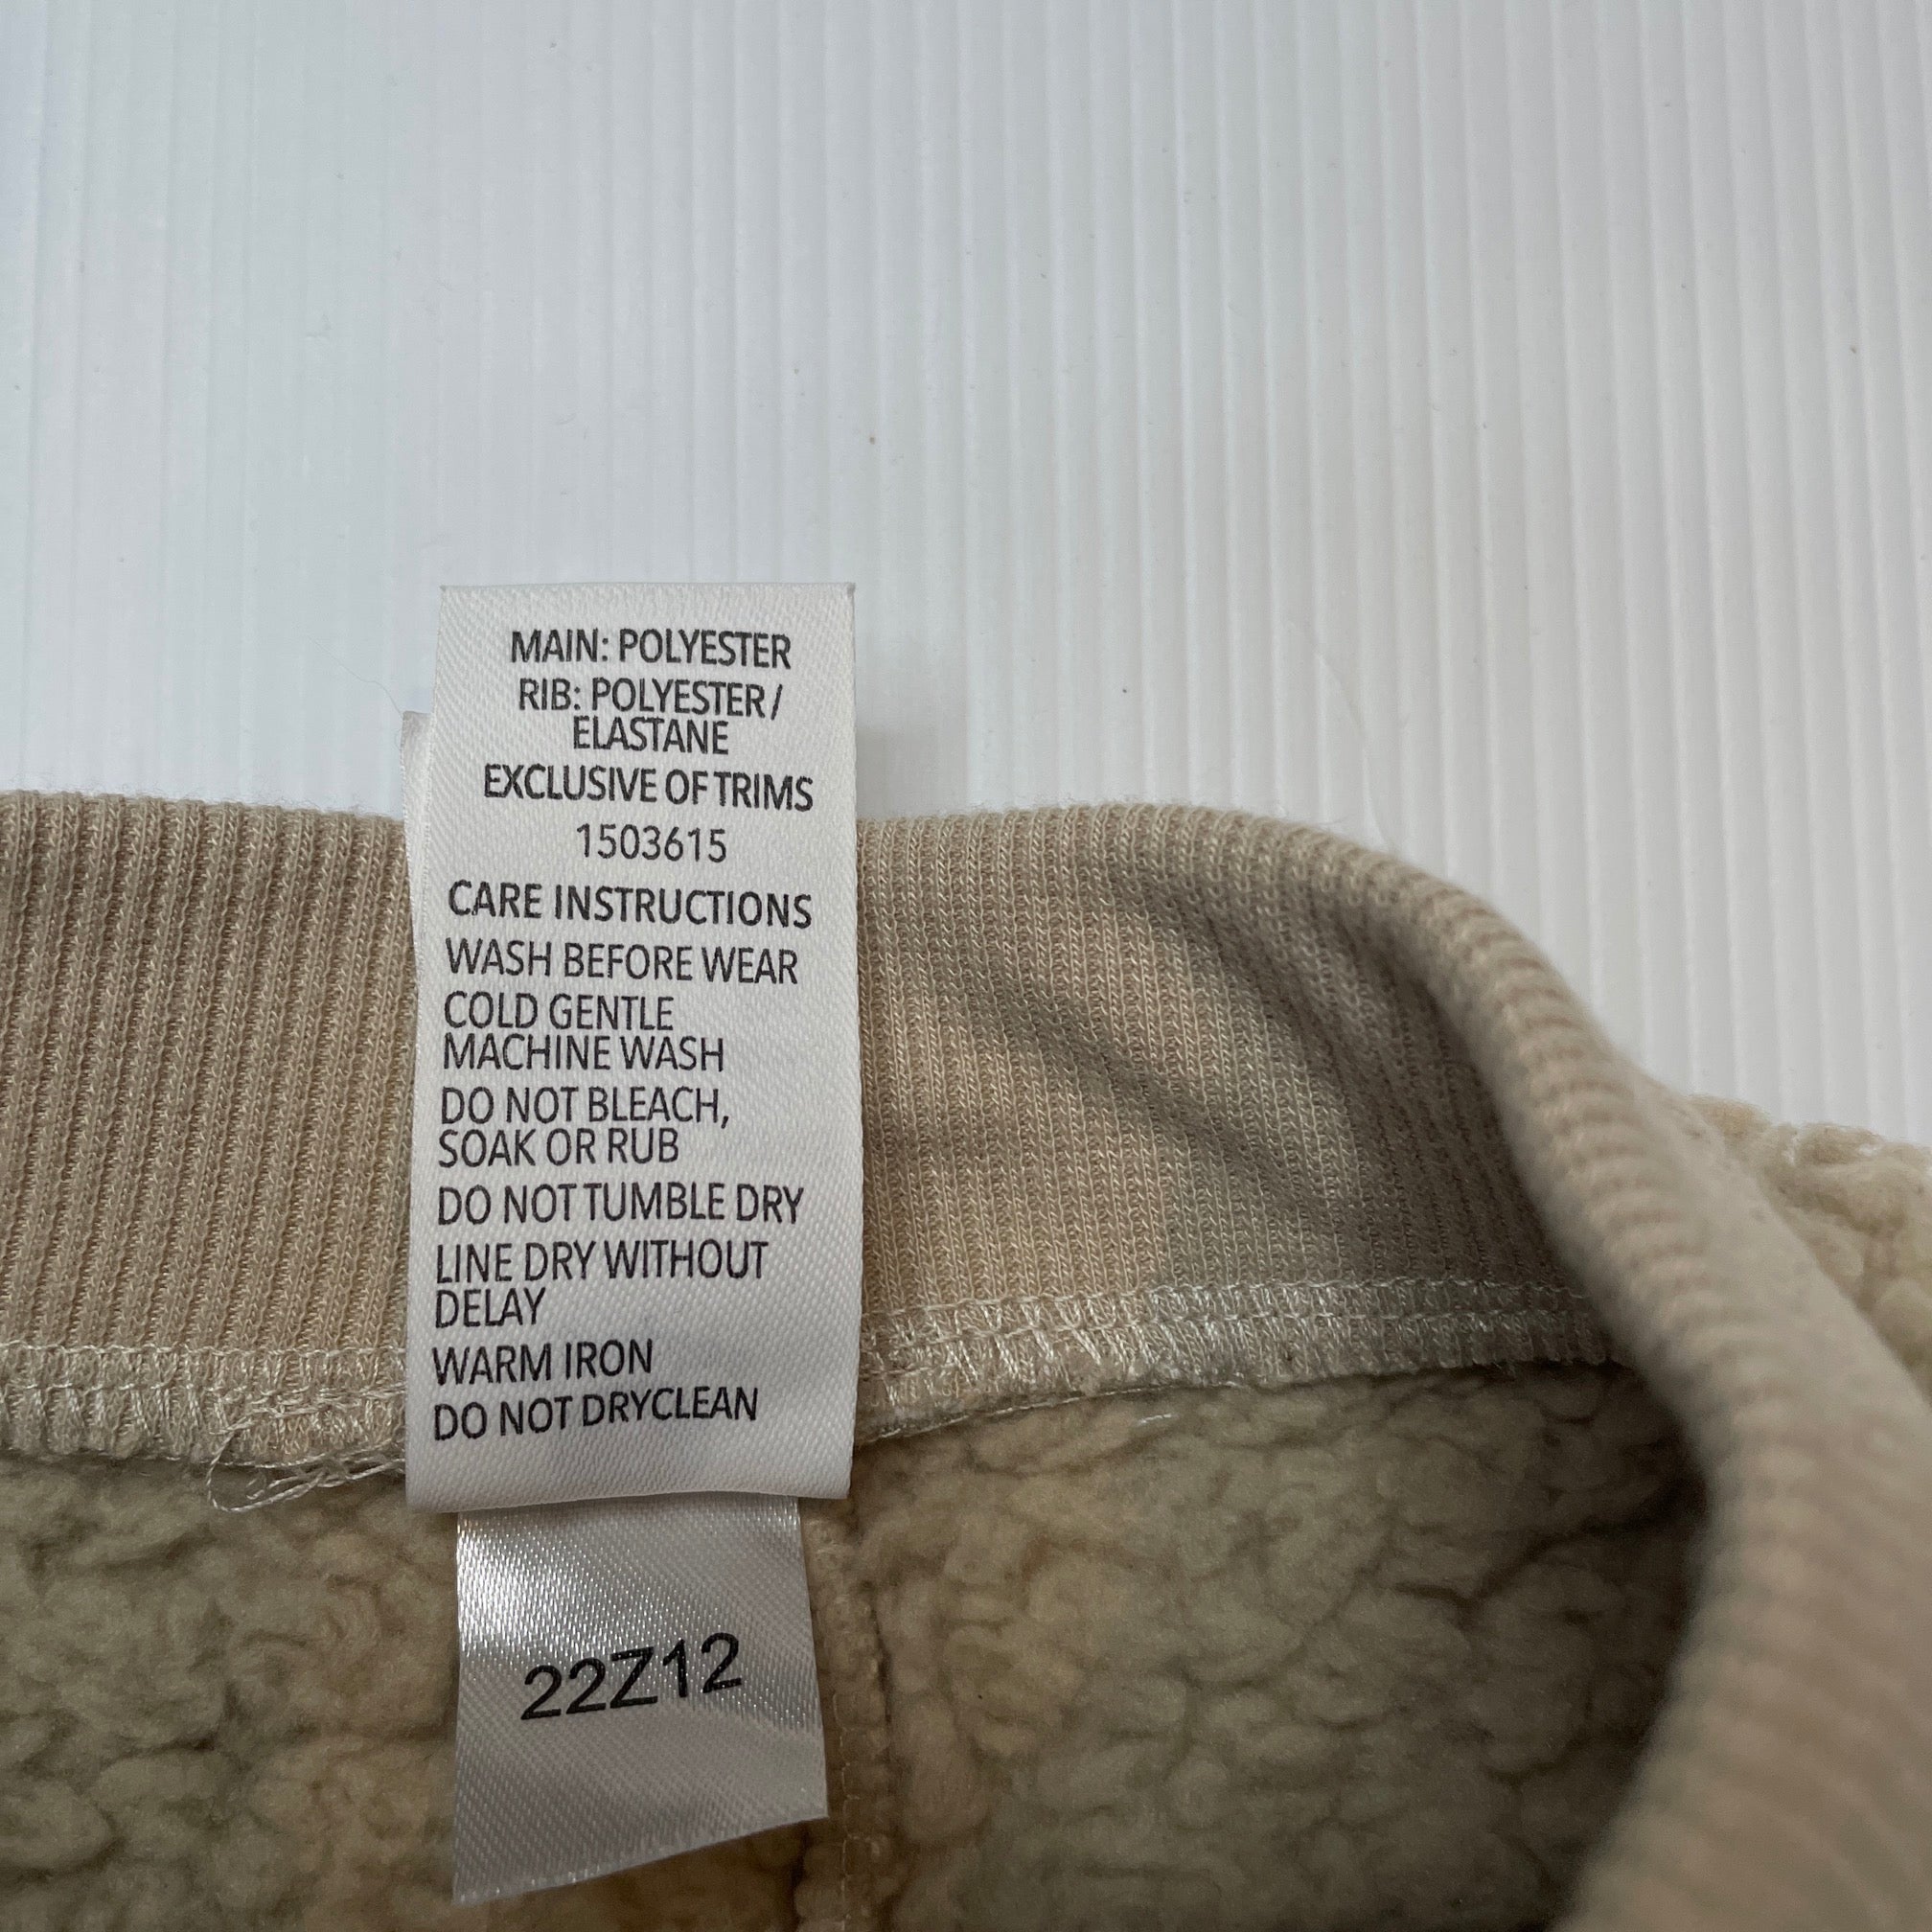 MAIN: POLYESTER
RIB: POLYESTER /
ELASTANE
EXCLUSIVE OF TRIMS
1503615
CARE INSTRUCTIONS
WASH BEFORE WEAR
COLD GENTLE
MACHINE WASH
DO NOT BLEACH,
SOAK OR RUB
DO NOT TUMBLE DRY
LINE DRY WITHOUT
DELAY
WARM IRON
DO NOT DRYCLEAN
22Z12